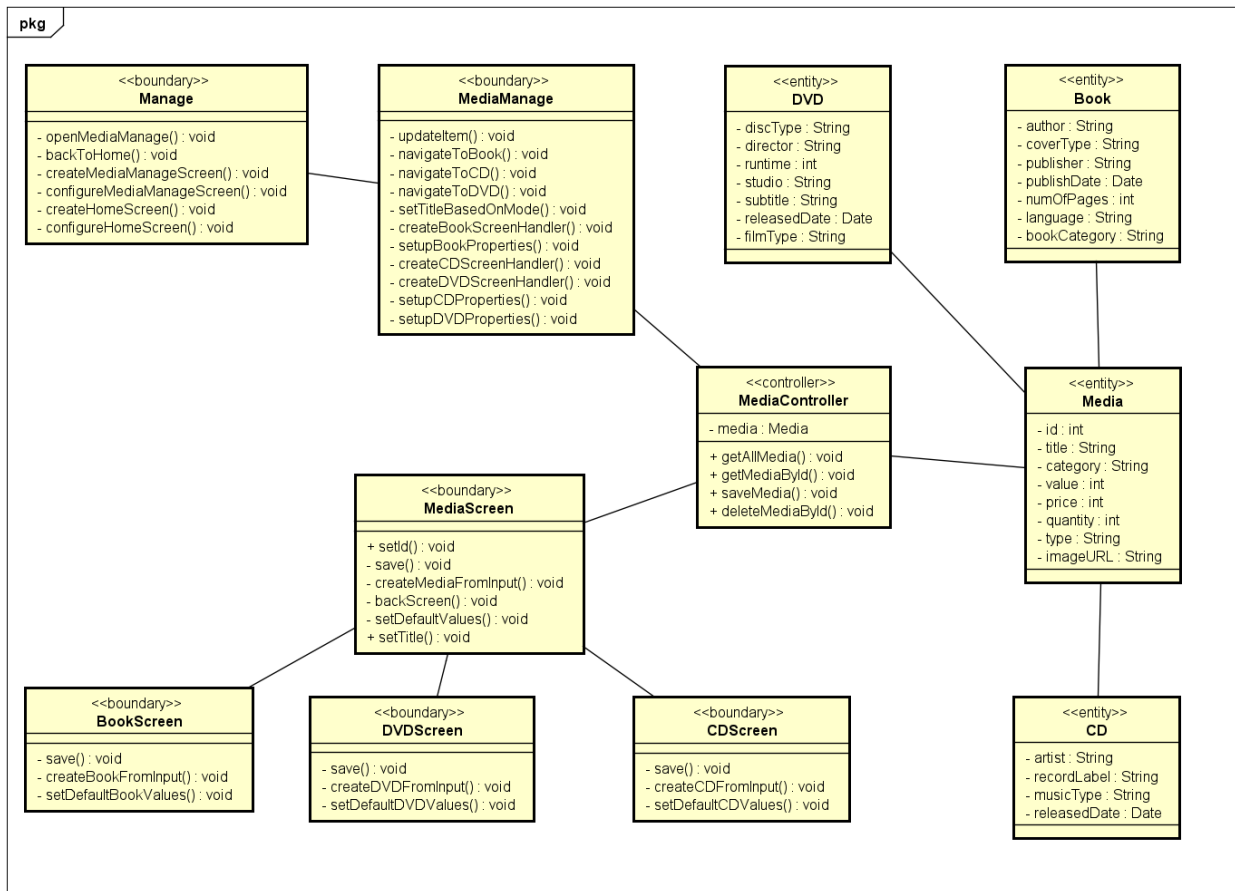 pkg
<<boundary>>
Manage
- openMediaManage() : void
- backToHome() : void
- createMediaManageScreen() : void
- configureMediaManageScreen() : void
- createHomeScreen() : void
- configureHomeScreen() : void
<<boundary>>
MediaManage
- updateItem() : void
- navigateToBook() : void
- navigateToCD() : void
- navigateToDVD() : void
- setTitleBasedOnMode() : void
- createBookScreenHandler() : void
- setupBookProperties() : void
- createCDScreenHandler() : void
- createDVDScreenHandler() : void
- setupCDProperties() : void
- setupDVDProperties() : void
<<entity>>
DVD
- discType : String
- director : String
- runtime : int
- studio : String
- subtitle : String
- releasedDate : Date
- filmType : String
<<entity>>
Book
- author : String
- coverType : String
- publisher : String
- publishDate : Date
- numOfPages : int
- language : String
- bookCategory : String
<<controller>>
MediaController
- media : Media
+ getAllMedia() : void
+ getMediaById() : void
+ saveMedia() : void
+ deleteMediaById() : void
<<entity>>
Media
- id : int
- title : String
- category : String
- value : int
- price : int
- quantity : int
- type : String
- imageURL : String
<<boundary>>
MediaScreen
+ setId() : void
- save() : void
- createMediaFromInput() : void
- backScreen() : void
- setDefaultValues() : void
+ setTitle() : void
<<boundary>>
BookScreen
- save() : void
- createBookFromInput() : void
- setDefaultBookValues() : void
<<boundary>>
DVDScreen
- save() : void
- createDVDFromInput() : void
- setDefaultDVDValues() : void
<<boundary>>
CDScreen
- save() : void
- createCDFromInput() : void
- setDefaultCDValues() : void
<<entity>>
CD
- artist : String
- recordLabel : String
- musicType : String
- releasedDate : Date